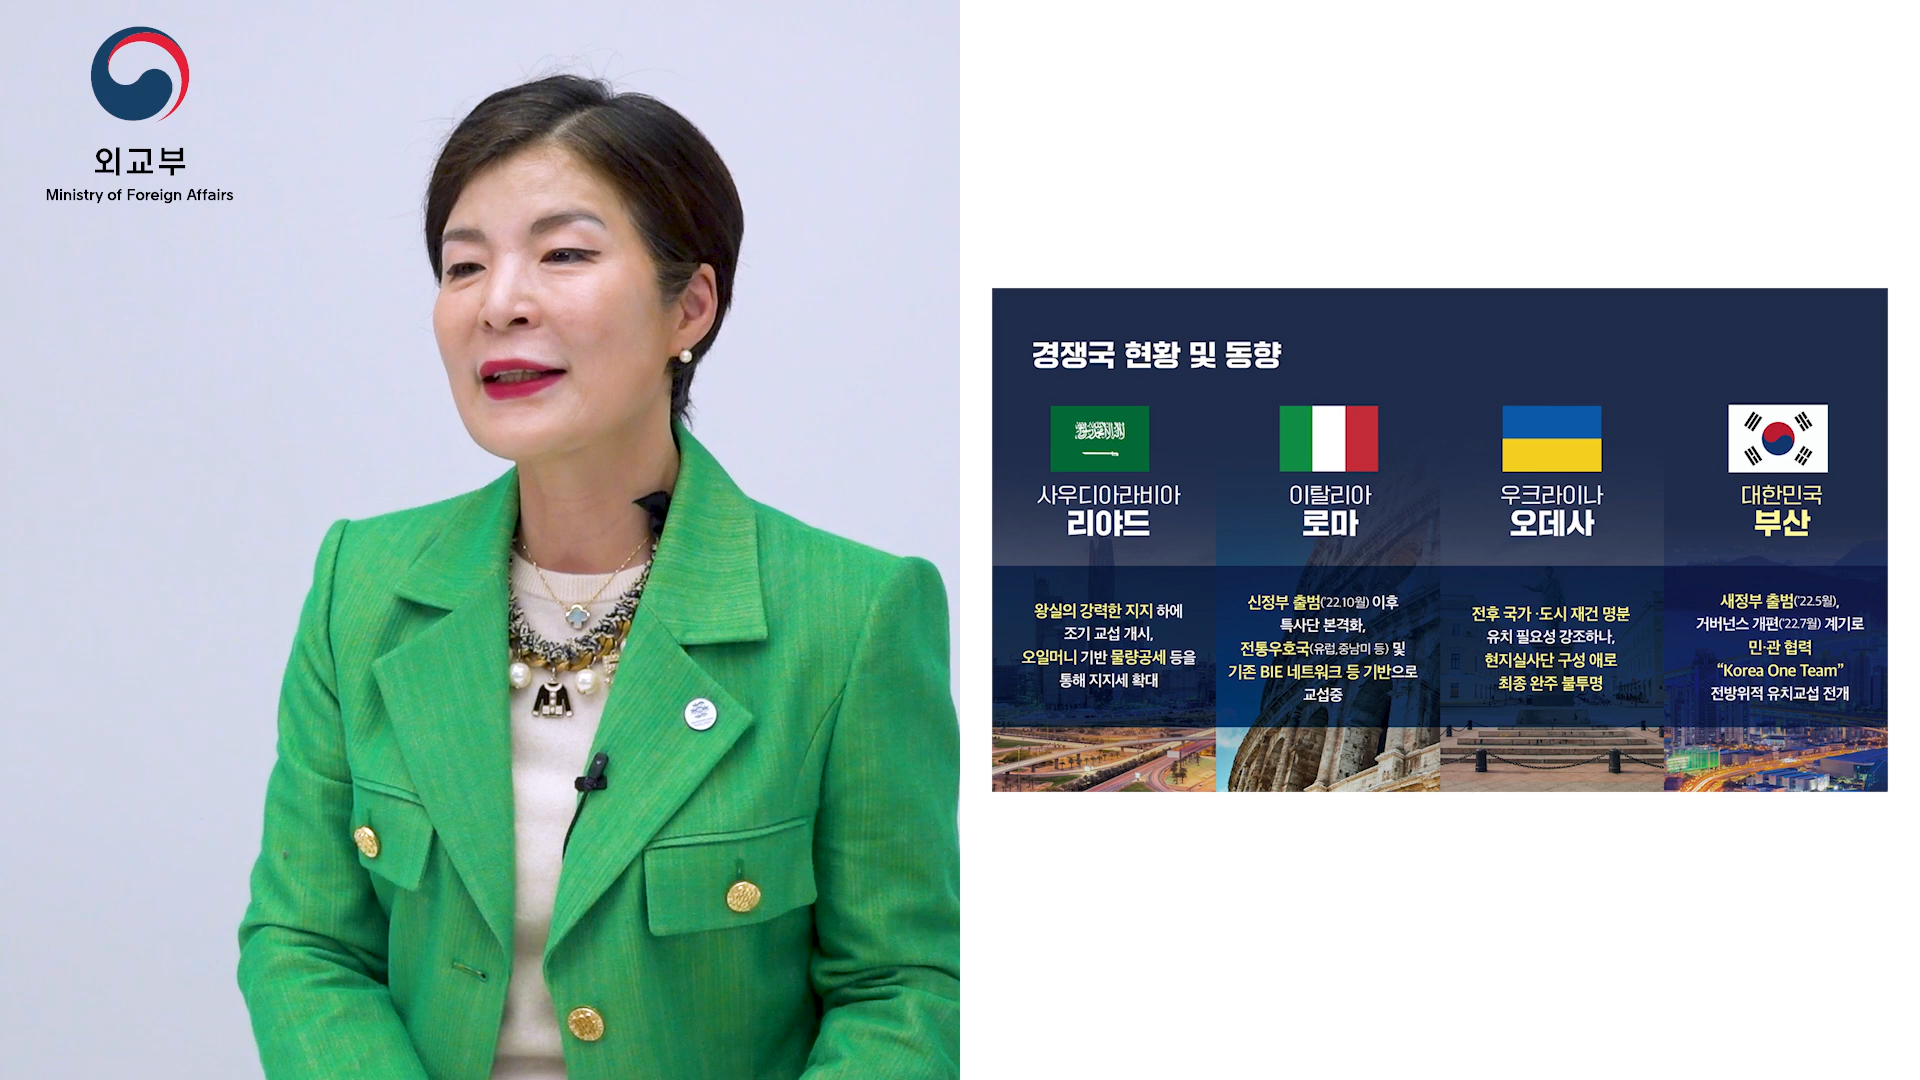 외교부
Ministry of Foreign Affairs
경쟁국 현황 및 동향
사우디아라비아
리야드
왕실의 강력한 지지 하에
조기 교섭 개시,
오일머니 기반 물량공세 등을
통해 지지세 확대
이탈리아
로마
신정부 출범('22.10월) 이후
특사단 본격화,
전통우호국(유럽,중남미 등) 및
기존 BIE 네트워크 등 기반으로
교섭중
우크라이나
오데사
전후 국가·도시 재건 명분
유치 필요성 강조하나,
현지실사단 구성 애로
최종 완주 불투명
대한민국
부산
새정부 출범('22.5월),
거버넌스 개편('22.7월) 계기로
민·관 협력
“Korea One Team”
전방위적 유치교섭 전개